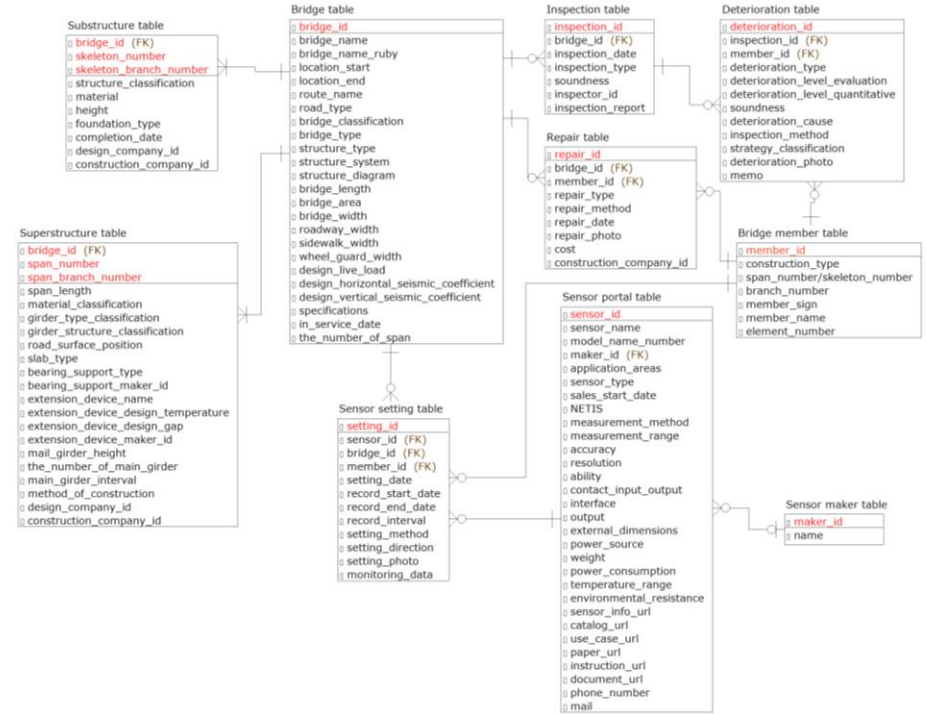 Substructure table
bridge_id (FK)
skeleton_number
skeleton_branch_number
structure_classification
material
height
foundation_type
completion_date
design_company_id
construction_company_id
Bridge table
bridge_id
bridge_name
bridge_name_ruby
location_start
location_end
route_name
road_type
bridge_classification
bridge_type
structure_type
structure_system
structure_diagram
bridge_length
bridge_area
bridge_width
roadway_width
sidewalk_width
wheel_guard_width
design_live_load
design_horizontal_seismic_coefficient
design_vertical_seismic_coefficient
specifications
in_service_date
the_number_of_span
Inspection table
inspection_id
bridge_id (FK)
inspection_date
inspection_type
soundness
inspector_id
inspection_report
Deterioration table
deterioration_id
inspection_id (FK)
member_id (FK)
deterioration_type
deterioration_level_evaluation
deterioration_level_quantitative
soundness
deterioration_cause
inspection_method
strategy_classification
deterioration_photo
memo
Repair table
repair_id
bridge_id (FK)
member_id (FK)
repair_type
repair_method
repair_date
repair_photo
cost
construction_company_id
Superstructure table
bridge_id (FK)
span_number
span_branch_number
span_length
material_classification
girder_type_classification
girder_structure_classification
road_surface_position
slab_type
bearing_support_type
bearing_support_maker_id
extension_device_name
extension_device_design_temperature
extension_device_design_gap
extension_device_maker_id
mail_girder_height
the_number_of_main_girder
main_girder_interval
method_of_construction
design_company_id
construction_company_id
Bridge member table
member_id
construction_type
span_number/skeleton_number
branch_number
member_sign
member_name
element_number
Sensor setting table
setting_id
sensor_id (FK)
bridge_id (FK)
member_id (FK)
setting_date
record_start_date
record_end_date
record_interval
setting_method
setting_direction
setting_photo
monitoring_data
Sensor portal table
sensor_id
sensor_name
model_name_number
maker_id (FK)
application_areas
sensor_type
sales_start_date
NETIS
measurement_method
measurement_range
accuracy
resolution
ability
contact_input_output
interface
output
external_dimensions
power_source
weight
power_consumption
temperature_range
environmental_resistance
sensor_info_url
catalog_url
use_case_url
paper_url
instruction_url
document_url
phone_number
mail
Sensor maker table
maker_id
name